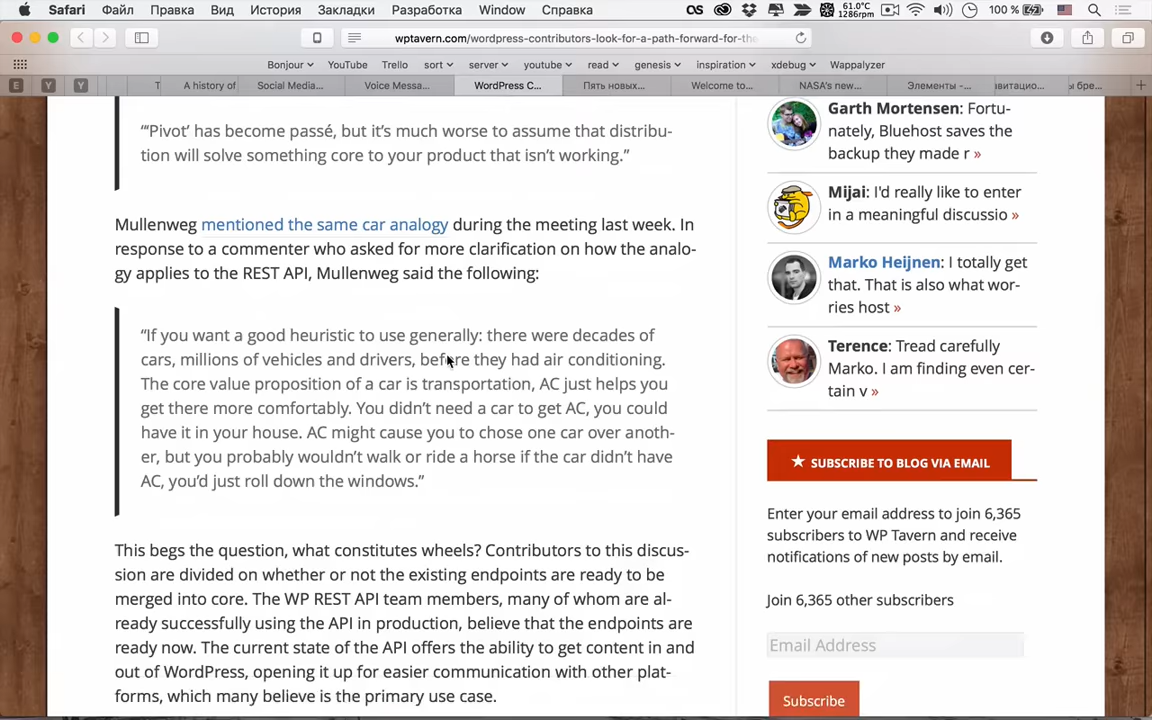 Safari Файл Правка Вид История Закладки Разработка Window Справка 61.0°C 1286rpm 100 %
wptavern.com/wordpress-contributors-look-for-a-path-forward-for-the-
Bonjour YouTube Trello sort server youtube read genesis inspiration xdebug Wappalyzer
E Y Y T A history of Social Media... Voice Messa... WordPress C... Пять новых... Welcome to... NASA's new... Элементы -...
“‘Pivot’ has become passé, but it’s much worse to assume that distribu-
tion will solve something core to your product that isn’t working.”
Mullenweg mentioned the same car analogy during the meeting last week. In
response to a commenter who asked for more clarification on how the analo-
gy applies to the REST API, Mullenweg said the following:
“If you want a good heuristic to use generally: there were decades of
cars, millions of vehicles and drivers, before they had air conditioning.
The core value proposition of a car is transportation, AC just helps you
get there more comfortably. You didn’t need a car to get AC, you could
have it in your house. AC might cause you to chose one car over anoth-
er, but you probably wouldn’t walk or ride a horse if the car didn’t have
AC, you’d just roll down the windows.”
This begs the question, what constitutes wheels? Contributors to this discus-
sion are divided on whether or not the existing endpoints are ready to be
merged into core. The WP REST API team members, many of whom are al-
ready successfully using the API in production, believe that the endpoints are
ready now. The current state of the API offers the ability to get content in and
out of WordPress, opening it up for easier communication with other plat-
forms, which many believe is the primary use case.
Garth Mortensen: Fortu-
nately, Bluehost saves the
backup they made r »
Mijai: I'd really like to enter
in a meaningful discussio »
Marko Heijnen: I totally get
that. That is also what wor-
ries host »
Terence: Tread carefully
Marko. I am finding even cer-
tain v »
★ SUBSCRIBE TO BLOG VIA EMAIL
Enter your email address to join 6,365
subscribers to WP Tavern and receive
notifications of new posts by email.
Join 6,365 other subscribers
Email Address
Subscribe